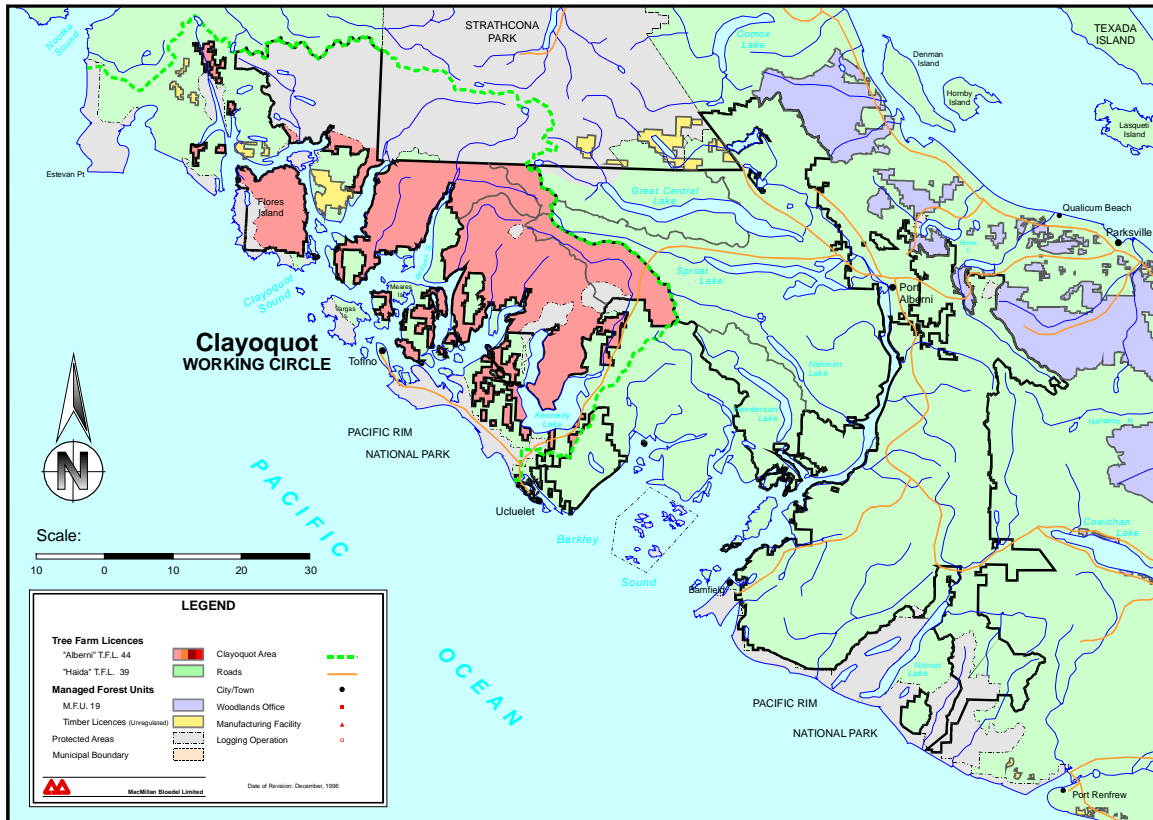 Nootka
Sound
STRATHCONA
PARK
Comox
Lake
TEXADA
ISLAND
Denman
Island
Hornby
Island
Lasqueti
Island
Estevan Pt
Flores
Island
Great Central
Lake
Qualicum Beach
Parksville
Home
Sproat
Lake
Port
Alberni
Clayoquot
Sound
Meares
Vargas
Clayoquot
WORKING CIRCLE
Tofino
Nahmint
Lake
Kennedy
Lake
Henderson
Lake
Nanaimo R.
PACIFIC RIM
NATIONAL PARK
N
PACIFIC
Ucluelet
Barkley
Sound
Cowichan
Lake
Bamfield
OCEAN
Nitinat
Lake
PACIFIC RIM
NATIONAL PARK
Port Renfrew
Scale:
10 0 10 20 30
LEGEND
Tree Farm Licences
"Alberni" T.F.L. 44
"Haida" T.F.L. 39
Managed Forest Units
M.F.U. 19
Timber Licences (Unregulated)
Protected Areas
Municipal Boundary
Clayoquot Area
Roads
City/Town
Woodlands Office
Manufacturing Facility
Logging Operation
MacMillan Bloedel Limited
Date of Revision: December, 1996